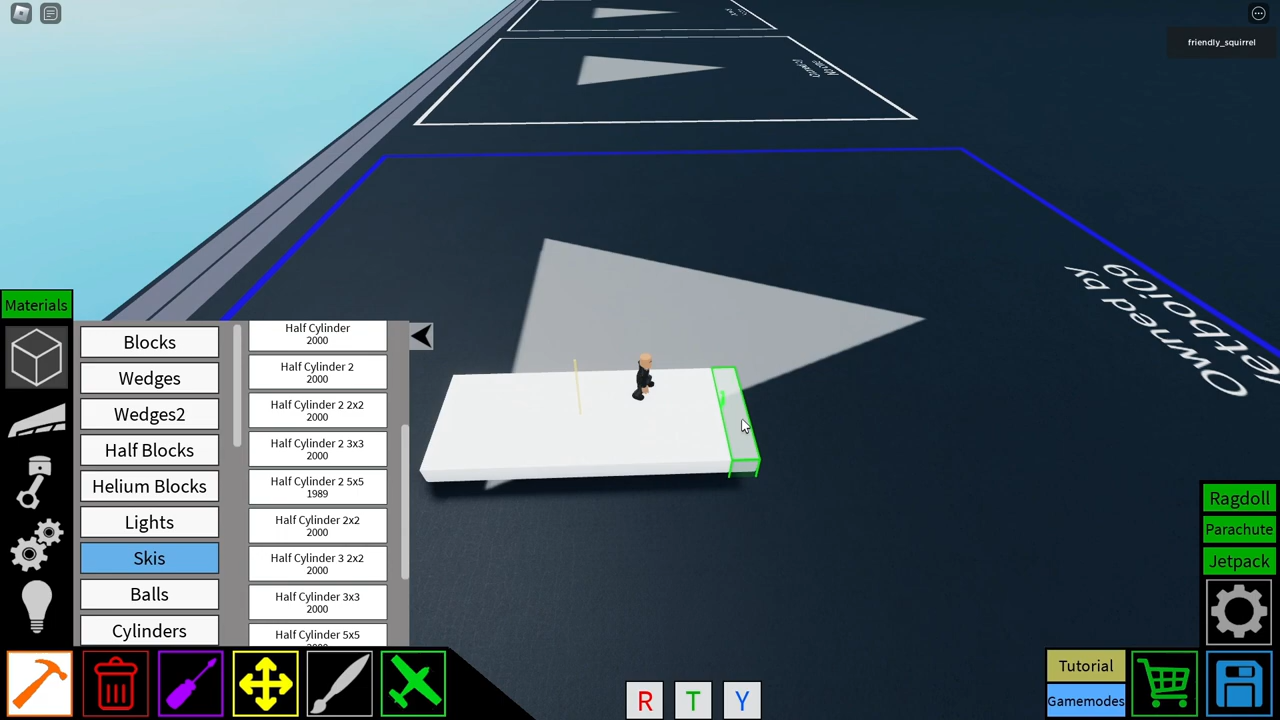 friendly_squirrel
Owned by
Materials
Blocks
Wedges
Wedges2
Half Blocks
Helium Blocks
Lights
Skis
Balls
Cylinders
Half Cylinder
2000
Half Cylinder 2
2000
Half Cylinder 2 2x2
2000
Half Cylinder 2 3x3
2000
Half Cylinder 2 5x5
1989
Half Cylinder 2x2
2000
Half Cylinder 3 2x2
2000
Half Cylinder 3x3
2000
Half Cylinder 5x5
Ragdoll
Parachute
Jetpack
Tutorial
Gamemodes
R T Y